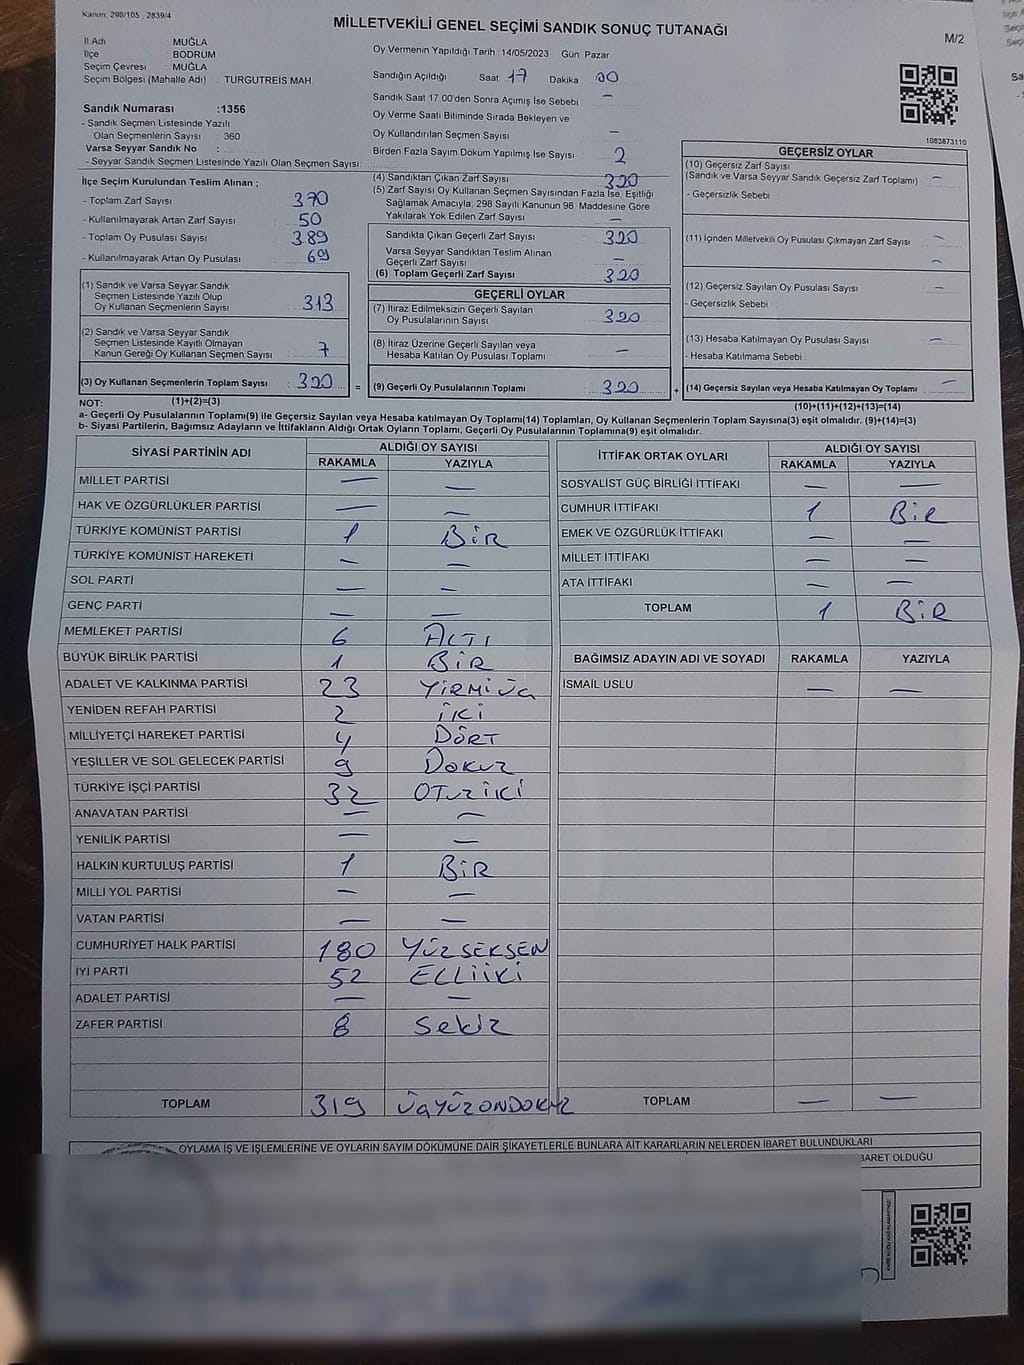 Kanun: 298/105 , 2839/4
MİLLETVEKİLİ GENEL SEÇİMİ SANDIK SONUÇ TUTANAĞI
M/2
İl Adı MUĞLA
İlçe BODRUM
Seçim Çevresi MUĞLA
Seçim Bölgesi (Mahalle Adı) TURGUTREİS MAH.
Sandık Numarası :1356
- Sandık Seçmen Listesinde Yazılı
Olan Seçmenlerin Sayısı 360
Varsa Seyyar Sandık No :
- Seyyar Sandık Seçmen Listesinde Yazılı Olan Seçmen Sayısı:
Oy Vermenin Yapıldığı Tarih :14/05/2023 Gün: Pazar
Sandığın Açıldığı Saat 17 Dakika 00
Sandık Saat 17.00'den Sonra Açılmış İse Sebebi —
Oy Verme Saati Bitiminde Sırada Bekleyen ve
Oy Kullandırılan Seçmen Sayısı —
Birden Fazla Sayım Döküm Yapılmış İse Sayısı 2
1083873110
İlçe Seçim Kurulundan Teslim Alınan ;
- Toplam Zarf Sayısı 370
- Kullanılmayarak Artan Zarf Sayısı 50
- Toplam Oy Pusulası Sayısı 389
- Kullanılmayarak Artan Oy Pusulası 69
(1) Sandık ve Varsa Seyyar Sandık
Seçmen Listesinde Yazılı Olup
Oy Kullanan Seçmenlerin Sayısı 313
(2) Sandık ve Varsa Seyyar Sandık
Seçmen Listesinde Kayıtlı Olmayan
Kanun Gereği Oy Kullanan Seçmen Sayısı 7
(3) Oy Kullanan Seçmenlerin Toplam Sayısı : 320 =
(4) Sandıktan Çıkan Zarf Sayısı 320
(5) Zarf Sayısı Oy Kullanan Seçmen Sayısından Fazla İse, Eşitliği
Sağlamak Amacıyla, 298 Sayılı Kanunun 98. Maddesine Göre
Yakılarak Yok Edilen Zarf Sayısı —
Sandıkta Çıkan Geçerli Zarf Sayısı 320
Varsa Seyyar Sandıktan Teslim Alınan
Geçerli Zarf Sayısı —
(6) Toplam Geçerli Zarf Sayısı 320
GEÇERLİ OYLAR
(7) İtiraz Edilmeksizin Geçerli Sayılan
Oy Pusulalarının Sayısı 320
(8) İtiraz Üzerine Geçerli Sayılan veya
Hesaba Katılan Oy Pusulası Toplamı —
(9) Geçerli Oy Pusulalarının Toplamı 320 +
GEÇERSİZ OYLAR
(10) Geçersiz Zarf Sayısı
(Sandık ve Varsa Seyyar Sandık Geçersiz Zarf Toplamı) —
- Geçersizlik Sebebi
(11) İçinden Milletvekili Oy Pusulası Çıkmayan Zarf Sayısı —
—
(12) Geçersiz Sayılan Oy Pusulası Sayısı —
- Geçersizlik Sebebi
(13) Hesaba Katılmayan Oy Pusulası Sayısı —
- Hesaba Katılmama Sebebi
(14) Geçersiz Sayılan veya Hesaba Katılmayan Oy Toplamı : —
NOT: (1)+(2)=(3) (10)+(11)+(12)+(13)=(14)
a- Geçerli Oy Pusulalarının Toplamı(9) ile Geçersiz Sayılan veya Hesaba katılmayan Oy Toplamı(14) Toplamları, Oy Kullanan Seçmenlerin Toplam Sayısına(3) eşit olmalıdır. (9)+(14)=(3)
b- Siyasi Partilerin, Bağımsız Adayların ve İttifakların Aldığı Ortak Oyların Toplamı, Geçerli Oy Pusulalarının Toplamına(9) eşit olmalıdır.
SİYASİ PARTİNİN ADI ALDIĞI OY SAYISI
RAKAMLA YAZIYLA
MİLLET PARTİSİ — —
HAK VE ÖZGÜRLÜKLER PARTİSİ — —
TÜRKİYE KOMÜNİST PARTİSİ 1 BİR
TÜRKİYE KOMÜNİST HAREKETİ — —
SOL PARTİ — —
GENÇ PARTİ — —
MEMLEKET PARTİSİ 6 ALTI
BÜYÜK BİRLİK PARTİSİ 1 BİR
ADALET VE KALKINMA PARTİSİ 23 YİRMİÜÇ
YENİDEN REFAH PARTİSİ 2 İKİ
MİLLİYETÇİ HAREKET PARTİSİ 4 DÖRT
YEŞİLLER VE SOL GELECEK PARTİSİ 9 DOKUZ
TÜRKİYE İŞÇİ PARTİSİ 32 OTUZİKİ
ANAVATAN PARTİSİ — —
YENİLİK PARTİSİ — —
HALKIN KURTULUŞ PARTİSİ 1 BİR
MİLLİ YOL PARTİSİ — —
VATAN PARTİSİ — —
CUMHURİYET HALK PARTİSİ 180 YÜZSEKSEN
İYİ PARTİ 52 ELLİİKİ
ADALET PARTİSİ — —
ZAFER PARTİSİ 8 SEKİZ
TOPLAM 319 ÜÇYÜZONDOKUZ
İTTİFAK ORTAK OYLARI ALDIĞI OY SAYISI
RAKAMLA YAZIYLA
SOSYALİST GÜÇ BİRLİĞİ İTTİFAKI — —
CUMHUR İTTİFAKI 1 BİR
EMEK VE ÖZGÜRLÜK İTTİFAKI — —
MİLLET İTTİFAKI — —
ATA İTTİFAKI — —
TOPLAM 1 BİR
BAĞIMSIZ ADAYIN ADI VE SOYADI RAKAMLA YAZIYLA
İSMAİL USLU — —
TOPLAM — —
OYLAMA İŞ VE İŞLEMLERİNE VE OYLARIN SAYIM DÖKÜMÜNE DAİR ŞİKAYETLERLE BUNLARA AİT KARARLARIN NELERDEN İBARET BULUNDUKLARI
BARET OLDUĞU